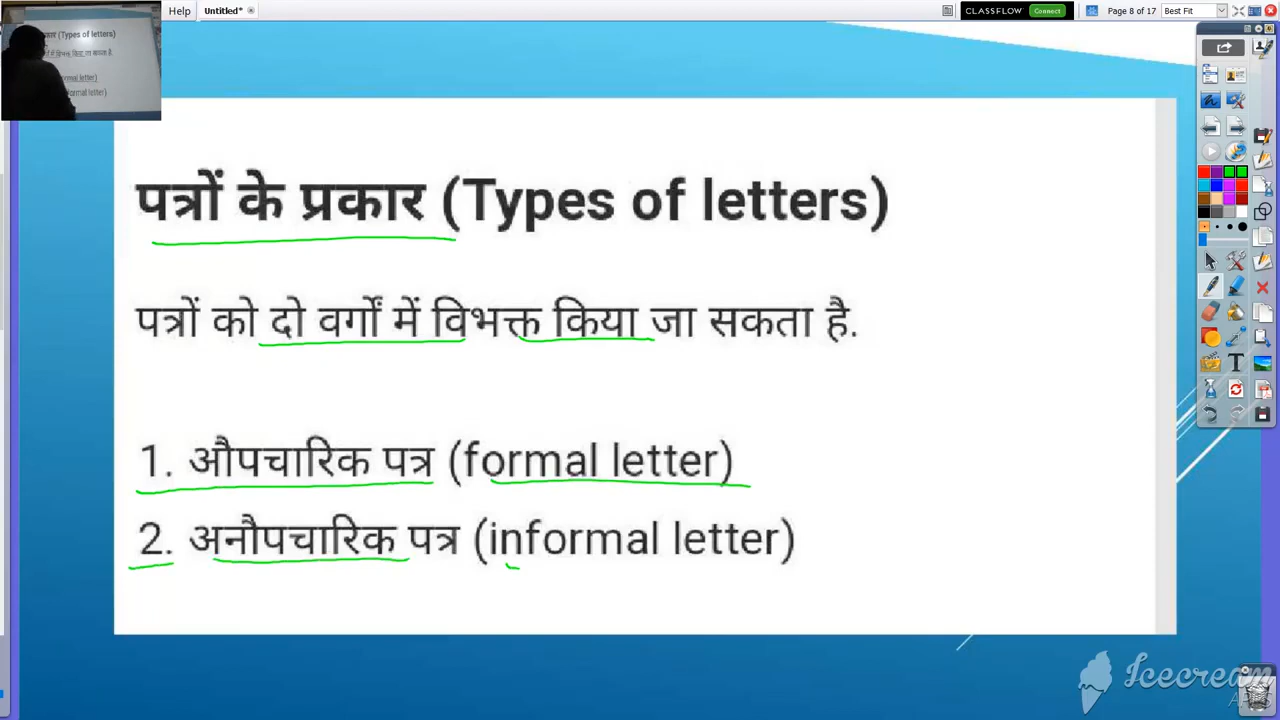 Help
Untitled*
CLASSFLOW Connect
Page 8 of 17
Best Fit
पत्रों के प्रकार (Types of letters)
पत्रों को दो वर्गों में विभक्त किया जा सकता है.
1. औपचारिक पत्र (formal letter)
2. अनौपचारिक पत्र (informal letter)
Icecream
APPS